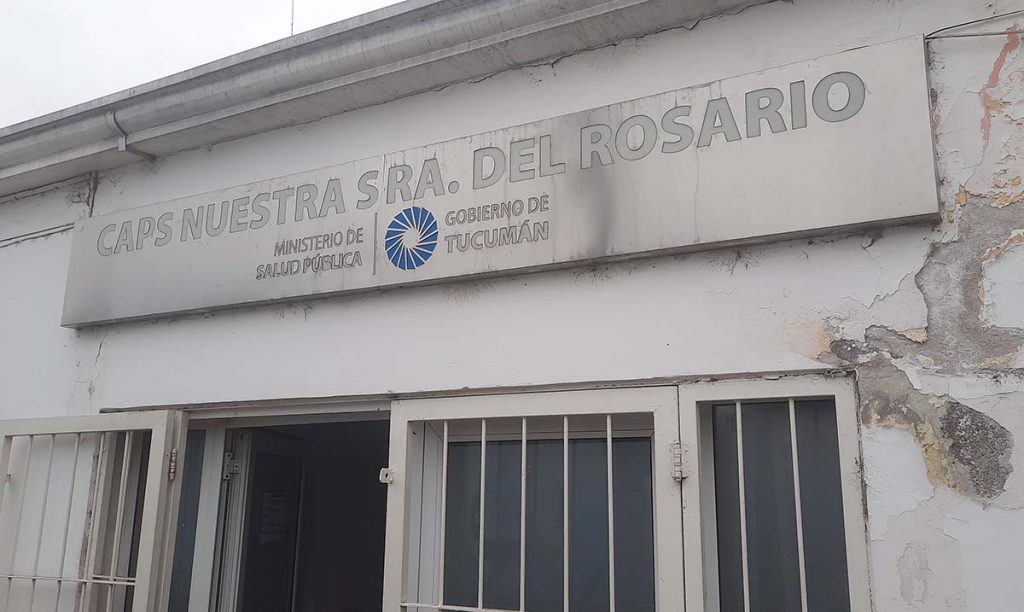 CAPS NUESTRA SRA. DEL ROSARIO
MINISTERIO DE
SALUD PÚBLICA
GOBIERNO DE
TUCUMÁN